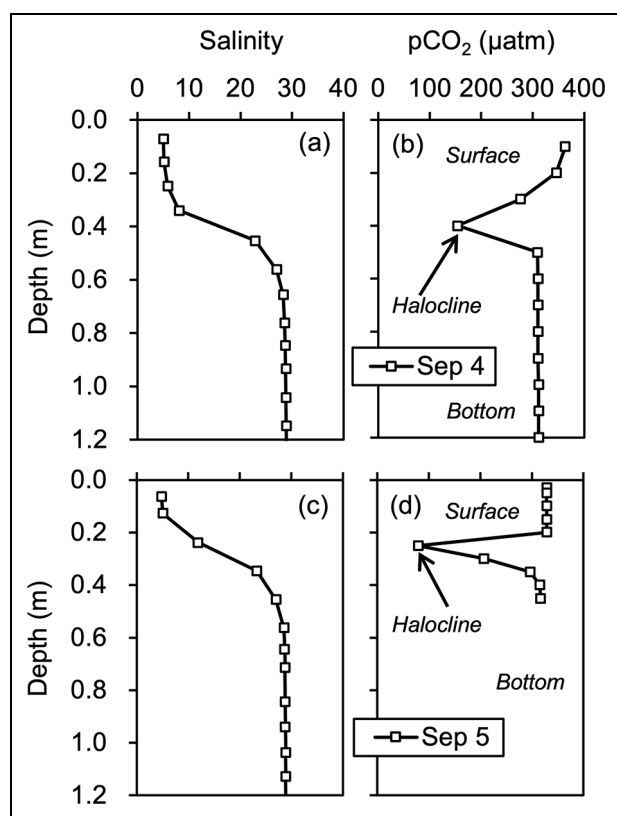 Salinity
pCO₂ (µatm)
0 10 20 30 40
0 100 200 300 400
0.0
0.2
0.4
0.6
0.8
1.0
1.2
Depth (m)
(a)
(b)
Surface
Halocline
Sep 4
Bottom
0.0
0.2
0.4
0.6
0.8
1.0
1.2
Depth (m)
(c)
(d)
Surface
Halocline
Bottom
Sep 5